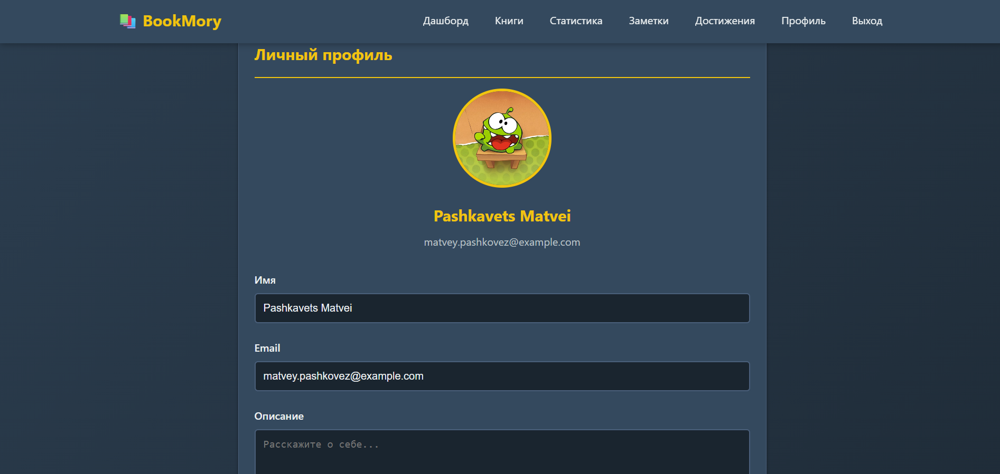 BookMory
Дашборд Книги Статистика Заметки Достижения Профиль Выход
Личный профиль
Pashkavets Matvei
matvey.pashkovez@example.com
Имя
Pashkavets Matvei
Email
matvey.pashkovez@example.com
Описание
Расскажите о себе...